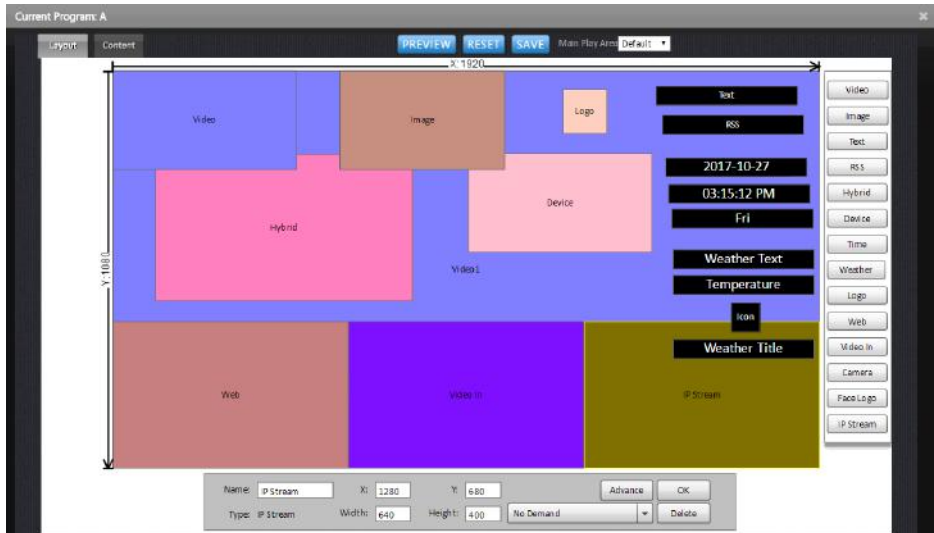 Current Program: A
Layout Content PREVIEW RESET SAVE Main Play Area Default
X: 1920
Y: 1080
Video
Image
Logo
Text
RSS
2017-10-27
03:15:12 PM
Fri
Hybrid
Device
Video1
Weather Text
Temperature
Icon
Weather Title
Web
Video In
IP Stream
Video
Image
Text
RSS
Hybrid
Device
Time
Weather
Logo
Web
Video In
Camera
Face Logo
IP Stream
Name: IP Stream X: 1280 Y: 680 Advance OK
Type: IP Stream Width: 640 Height: 400 No Demand Delete